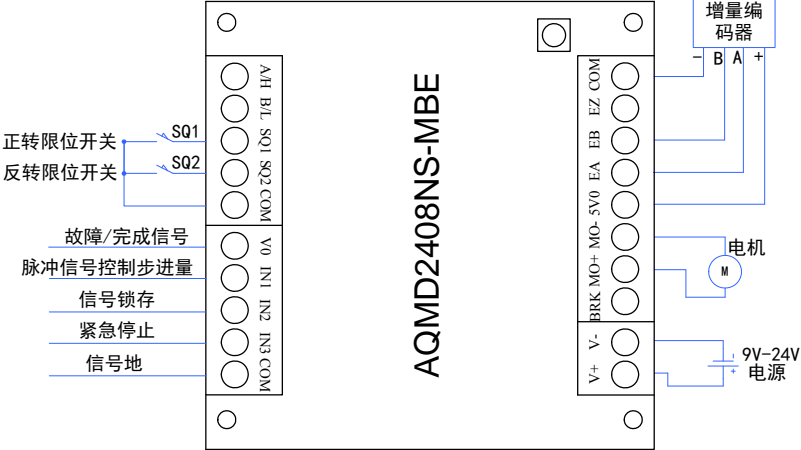 增量编
码器
- B A +
正转限位开关
SQ1
反转限位开关
SQ2
故障/完成信号
脉冲信号控制步进量
信号锁存
紧急停止
信号地
A/H
B/L
SQ1
SQ2
COM
V0
IN1
IN2
IN3
COM
AQMD2408NS-MBE
COM
EZ
EB
EA
5V0
MO-
MO+
BRK
V-
V+
电机
M
9V-24V
电源
-
+